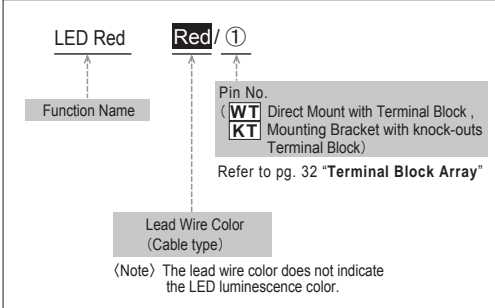 LED Red Red/ ①
Function Name
Pin No.
（WT Direct Mount with Terminal Block ,
KT Mounting Bracket with knock-outs
Terminal Block）
Refer to pg. 32 “Terminal Block Array”
Lead Wire Color
（Cable type）
〈Note〉 The lead wire color does not indicate
the LED luminescence color.